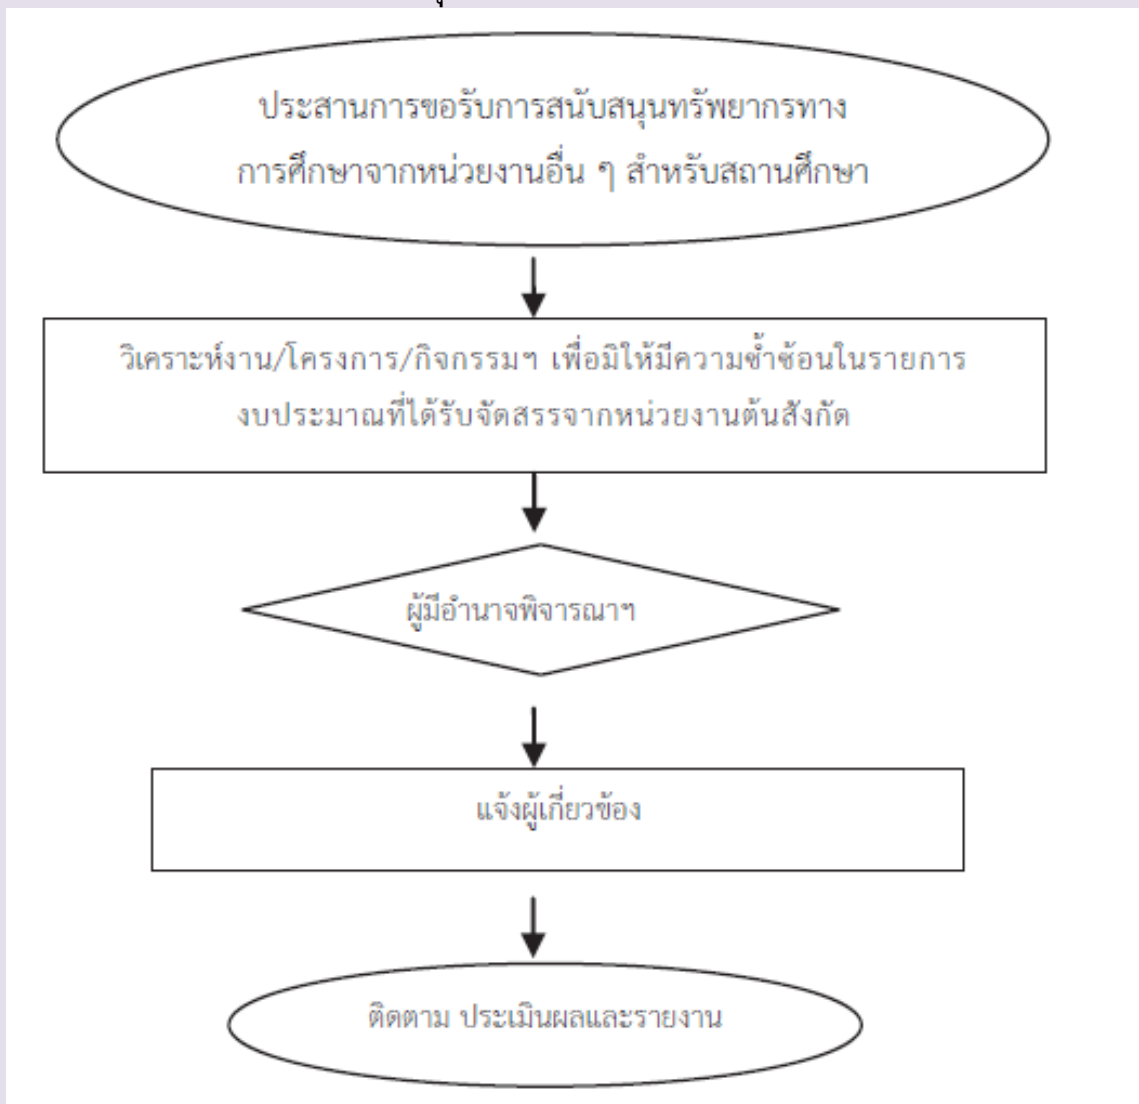 ประสานการขอรับการสนับสนุนทรัพยากรทาง
การศึกษาจากหน่วยงานอื่น ๆ สำหรับสถานศึกษา
วิเคราะห์งาน/โครงการ/กิจกรรมฯ เพื่อมิให้มีความซ้ำซ้อนในรายการ
งบประมาณที่ได้รับจัดสรรจากหน่วยงานต้นสังกัด
ผู้มีอำนาจพิจารณาฯ
แจ้งผู้เกี่ยวข้อง
ติดตาม ประเมินผลและรายงาน